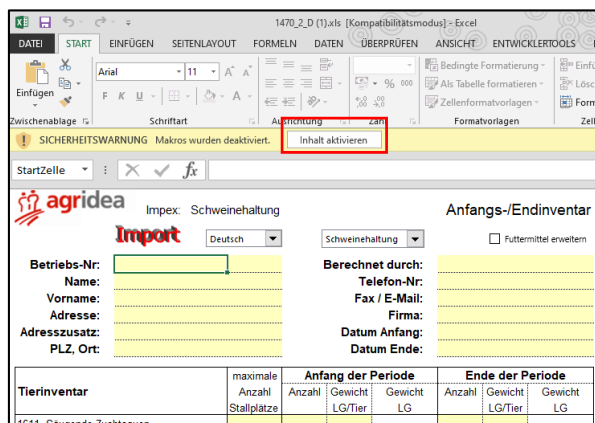 1470_2_D (1).xls [Kompatibilitätsmodus] - Excel
DATEI START EINFÜGEN SEITENLAYOUT FORMELN DATEN ÜBERPRÜFEN ANSICHT ENTWICKLERTOOLS
Arial 11 Bedingte Formatierung Einfü
Einfügen Als Tabelle formatieren Lösc
F K U Zellenformatvorlagen Form
Zwischenablage Schriftart Ausrichtung Zahl Formatvorlagen Zell
SICHERHEITSWARNUNG Makros wurden deaktiviert. Inhalt aktivieren
StartZelle fx
agridea Impex: Schweinehaltung Anfangs-/Endinventar
Import Deutsch Schweinehaltung Futtermittel erweitern
Betriebs-Nr: Berechnet durch:
Name: Telefon-Nr:
Vorname: Fax / E-Mail:
Adresse: Firma:
Adresszusatz: Datum Anfang:
PLZ, Ort: Datum Ende:
maximale Anfang der Periode Ende der Periode
Tierinventar Anzahl Anzahl Gewicht Gewicht Anzahl Gewicht Gewicht
Stallplätze LG/Tier LG LG/Tier LG